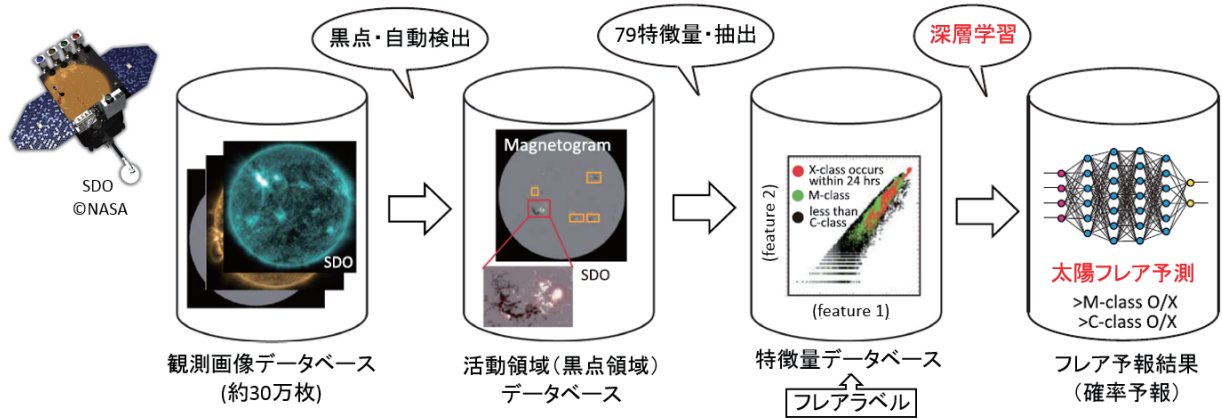 黒点・自動検出
79特徴量・抽出
深層学習
SDO
©NASA
SDO
Magnetogram
SDO
X-class occurs
within 24 hrs
M-class
less than
C-class
(feature 2)
(feature 1)
太陽フレア予測
>M-class O/X
>C-class O/X
観測画像データベース
(約30万枚)
活動領域(黒点領域)
データベース
特徴量データベース
フレアラベル
フレア予報結果
(確率予報)